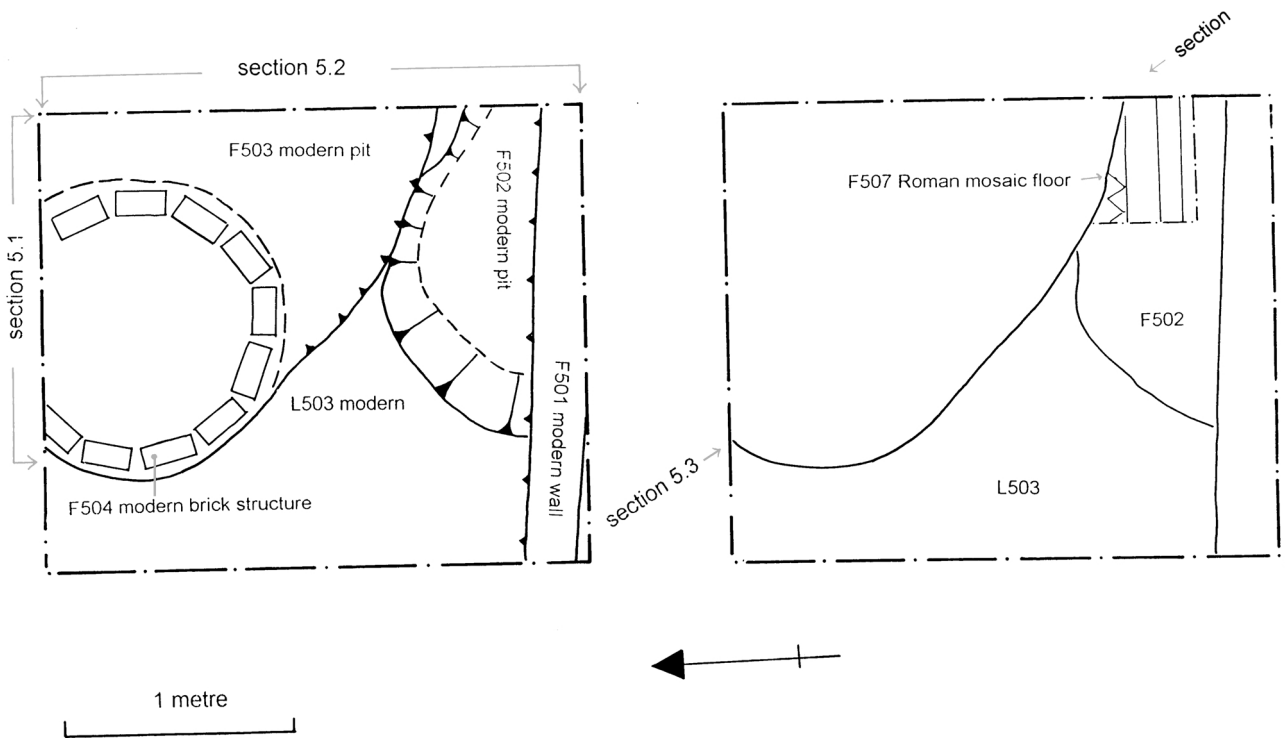 section 5.2
section 5.1
F503 modern pit
F502 modern pit
F501 modern wall
L503 modern
F504 modern brick structure
section
F507 Roman mosaic floor
F502
section 5.3
L503
1 metre